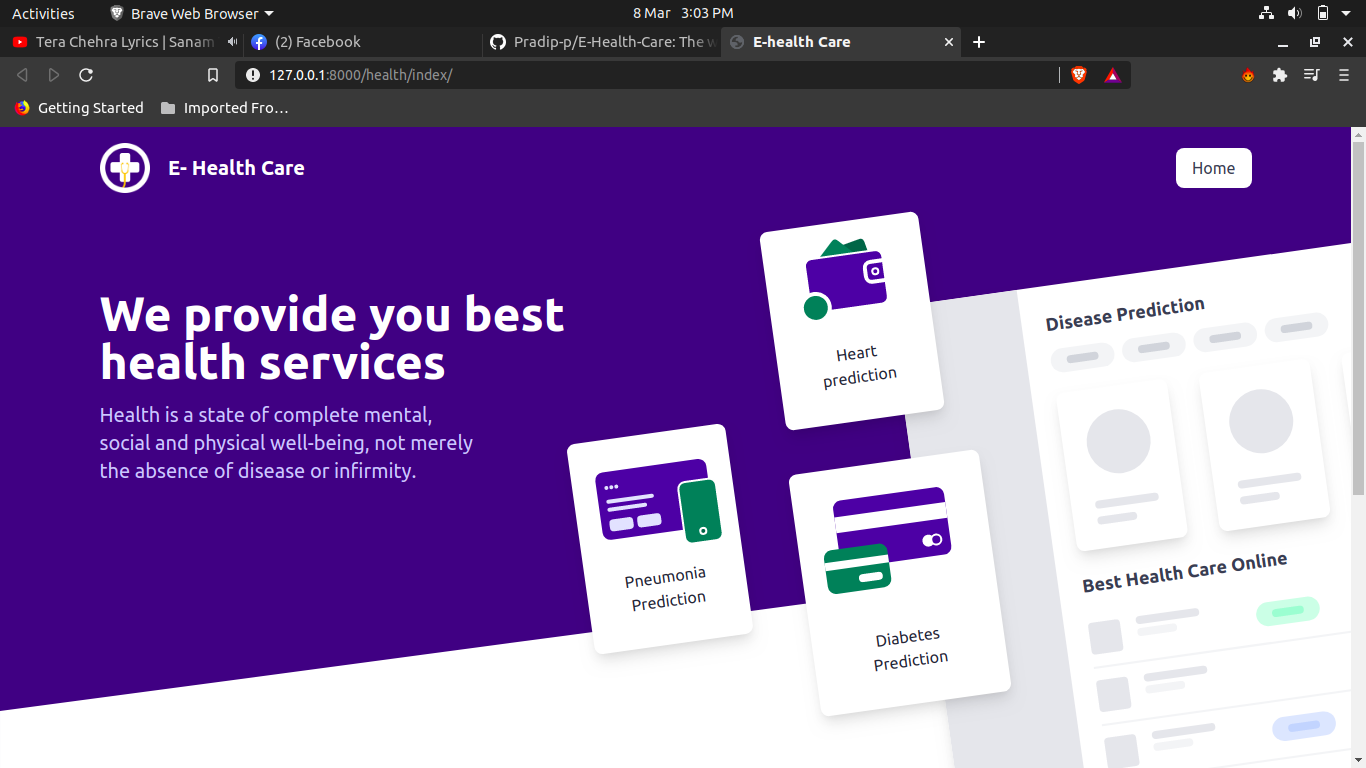 Activities
Brave Web Browser
8 Mar 3:03 PM
Tera Chehra Lyrics | Sanam
(2) Facebook
Pradip-p/E-Health-Care: The w
E-health Care
127.0.0.1:8000/health/index/
Getting Started
Imported Fro…
E- Health Care
Home
We provide you best
health services
Health is a state of complete mental,
social and physical well-being, not merely
the absence of disease or infirmity.
Heart
prediction
Pneumonia
Prediction
Diabetes
Prediction
Disease Prediction
Best Health Care Online